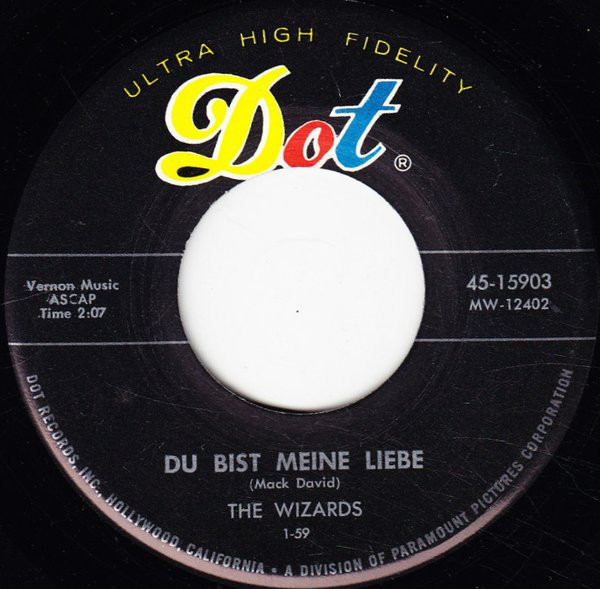 ULTRA HIGH FIDELITY
Dot®
Vernon Music
ASCAP
Time 2:07
45-15903
MW-12402
DU BIST MEINE LIEBE
(Mack David)
THE WIZARDS
1-59
DOT RECORDS, INC. HOLLYWOOD, CALIFORNIA • A DIVISION OF PARAMOUNT PICTURES CORPORATION